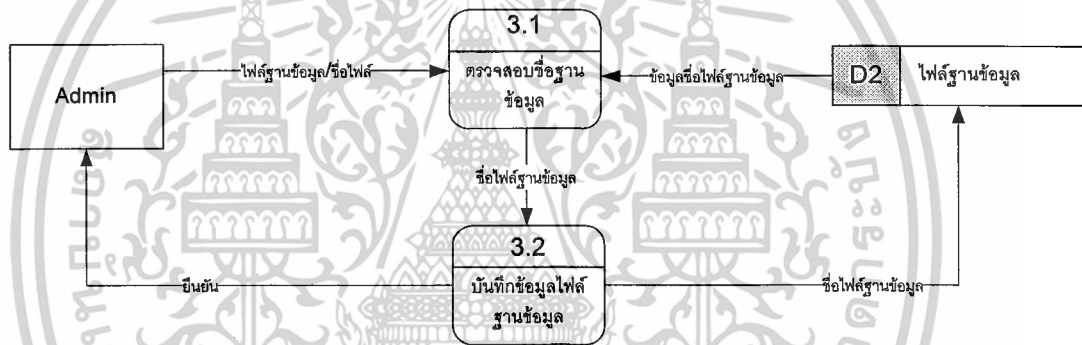 3.1
Admin
ไฟล์ฐานข้อมูล/ชื่อไฟล์
ตรวจสอบชื่อฐาน
ข้อมูล
ข้อมูลชื่อไฟล์ฐานข้อมูล
D2
ไฟล์ฐานข้อมูล
ชื่อไฟล์ฐานข้อมูล
3.2
ยืนยัน
บันทึกข้อมูลไฟล์
ฐานข้อมูล
ชื่อไฟล์ฐานข้อมูล